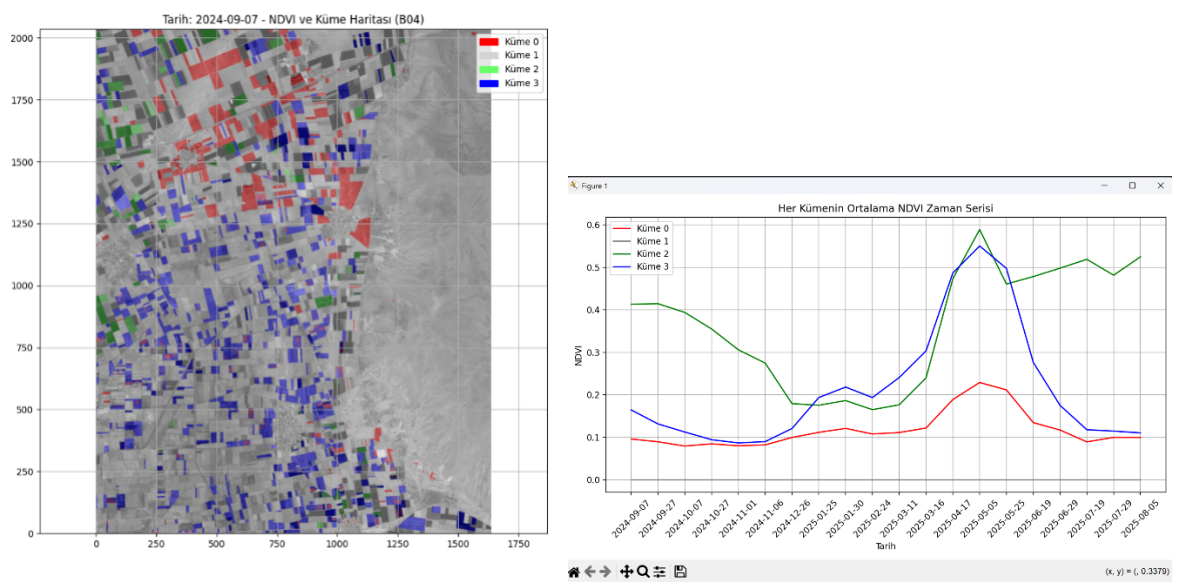 Tarih: 2024-09-07 - NDVI ve Küme Haritası (B04)
Küme 0
Küme 1
Küme 2
Küme 3
2000
1750
1500
1250
1000
750
500
250
0
0 250 500 750 1000 1250 1500 1750
Figure 1
Her Kümenin Ortalama NDVI Zaman Serisi
Küme 0
Küme 1
Küme 2
Küme 3
NDVI
0.6
0.5
0.4
0.3
0.2
0.1
0.0
2024-09-07
2024-09-27
2024-10-07
2024-10-27
2024-11-01
2024-11-06
2024-12-26
2025-01-25
2025-01-30
2025-02-24
2025-03-11
2025-03-16
2025-04-17
2025-05-05
2025-05-25
2025-06-19
2025-06-29
2025-07-19
2025-07-29
2025-08-05
Tarih
(x, y) = (, 0.3379)